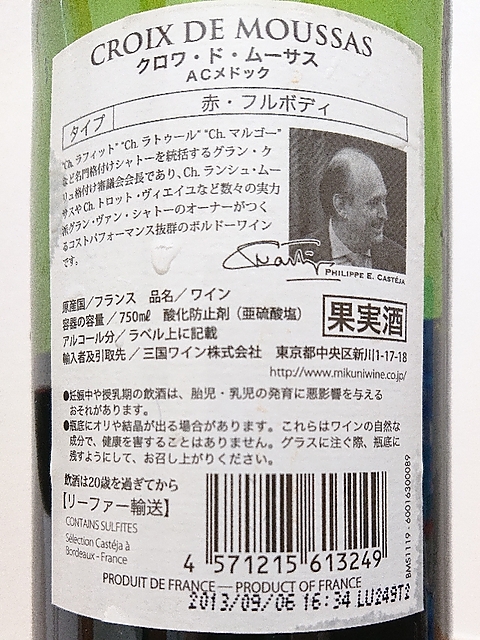 CROIX DE MOUSSAS
クロワ・ド・ムーサス
ACメドック
タイプ 赤・フルボディ
"Ch. ラフィット" "Ch. ラトゥール" "Ch. マルゴー"
など名門格付けシャトーを統括するグラン・ク
リュ格付け審議会会長であり、Ch. ランシュ・ムー
サスやCh. トロット・ヴィエイユなど数々の実力
派グラン・ヴァン・シャトーのオーナーがつく
るコストパフォーマンス抜群のボルドーワイン
です。
PHILIPPE E. CASTÉJA
原産国／フランス 品名／ワイン
容器の容量／750㎖ 酸化防止剤（亜硫酸塩）
アルコール分／ラベル上に記載
果実酒
輸入者及引取先／三国ワイン株式会社 東京都中央区新川1-17-18
http://www.mikuniwine.co.jp/
●妊娠中や授乳期の飲酒は、胎児・乳児の発育に悪影響を与える
おそれがあります。
●瓶底にオリや結晶が出る場合があります。これらはワインの自然な
成分で、健康を害することはありません。グラスに注ぐ際、瓶底に
残すようにして、お召し上がりください。
飲酒は20歳を過ぎてから
【リーファー輸送】
CONTAINS SULFITES
Sélection Castéja à
Bordeaux - France
4 571215 613249
BMS1119 - 60016300089
PRODUIT DE FRANCE — PRODUCT OF FRANCE
2013/09/06 16:34 LU249T2